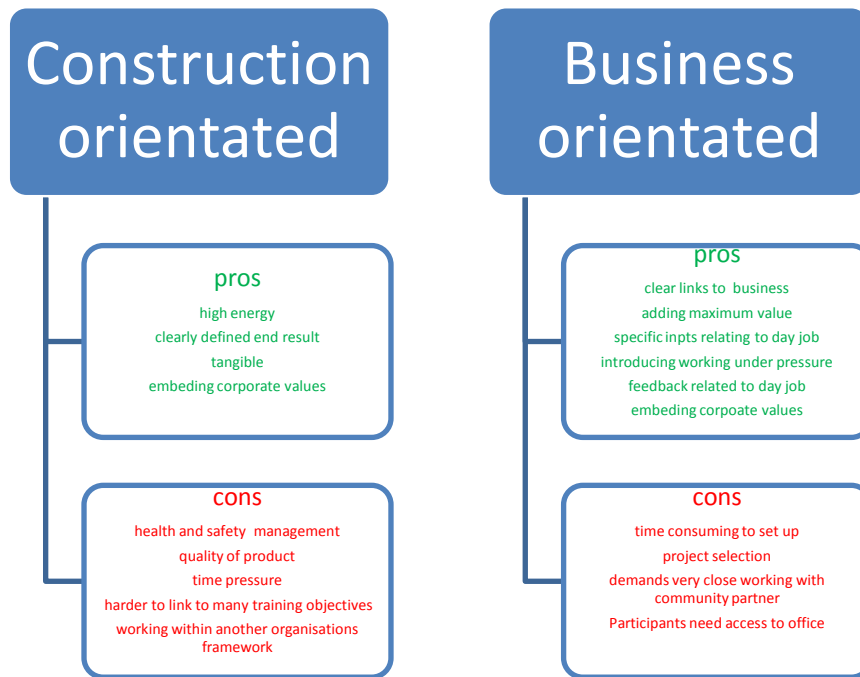 Construction
orientated
pros
high energy
clearly defined end result
tangible
embeding corporate values
cons
health and safety management
quality of product
time pressure
harder to link to many training objectives
working within another organisations
framework
Business
orientated
pros
clear links to business
adding maximum value
specific inpts relating to day job
introducing working under pressure
feedback related to day job
embeding corpoate values
cons
time consuming to set up
project selection
demands very close working with
community partner
Participants need access to office